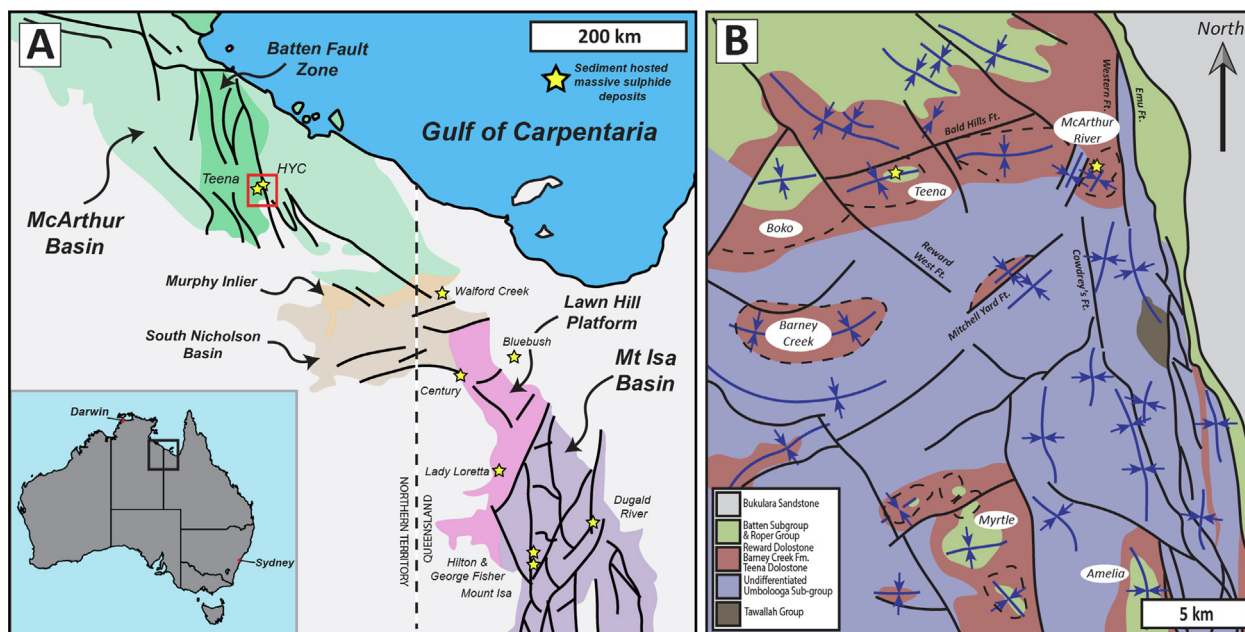 A
Batten Fault
Zone
200 km
Sediment hosted
massive sulphide
deposits
Gulf of Carpentaria
McArthur
Basin
Teena
HYC
Murphy Inlier
South Nicholson
Basin
Walford Creek
Lawn Hill
Platform
Bluebush
Mt Isa
Basin
Century
Lady Loretta
NORTHERN TERRITORY
QUEENSLAND
Dugald
River
Hilton &
George Fisher
Mount Isa
Darwin
Sydney
B
North
Western Ft.
Emu Ft.
McArthur
River
Bald Hills Ft.
Teena
Boko
Reward
West Ft.
Cowdrey's Ft.
Mitchell Yard Ft.
Barney
Creek
Myrtle
Amelia
Bukulara Sandstone
Batten Subgroup
& Roper Group
Reward Dolostone
Barney Creek Fm.
Teena Dolostone
Undifferentiated
Umbolooga Sub-group
Tawallah Group
5 km